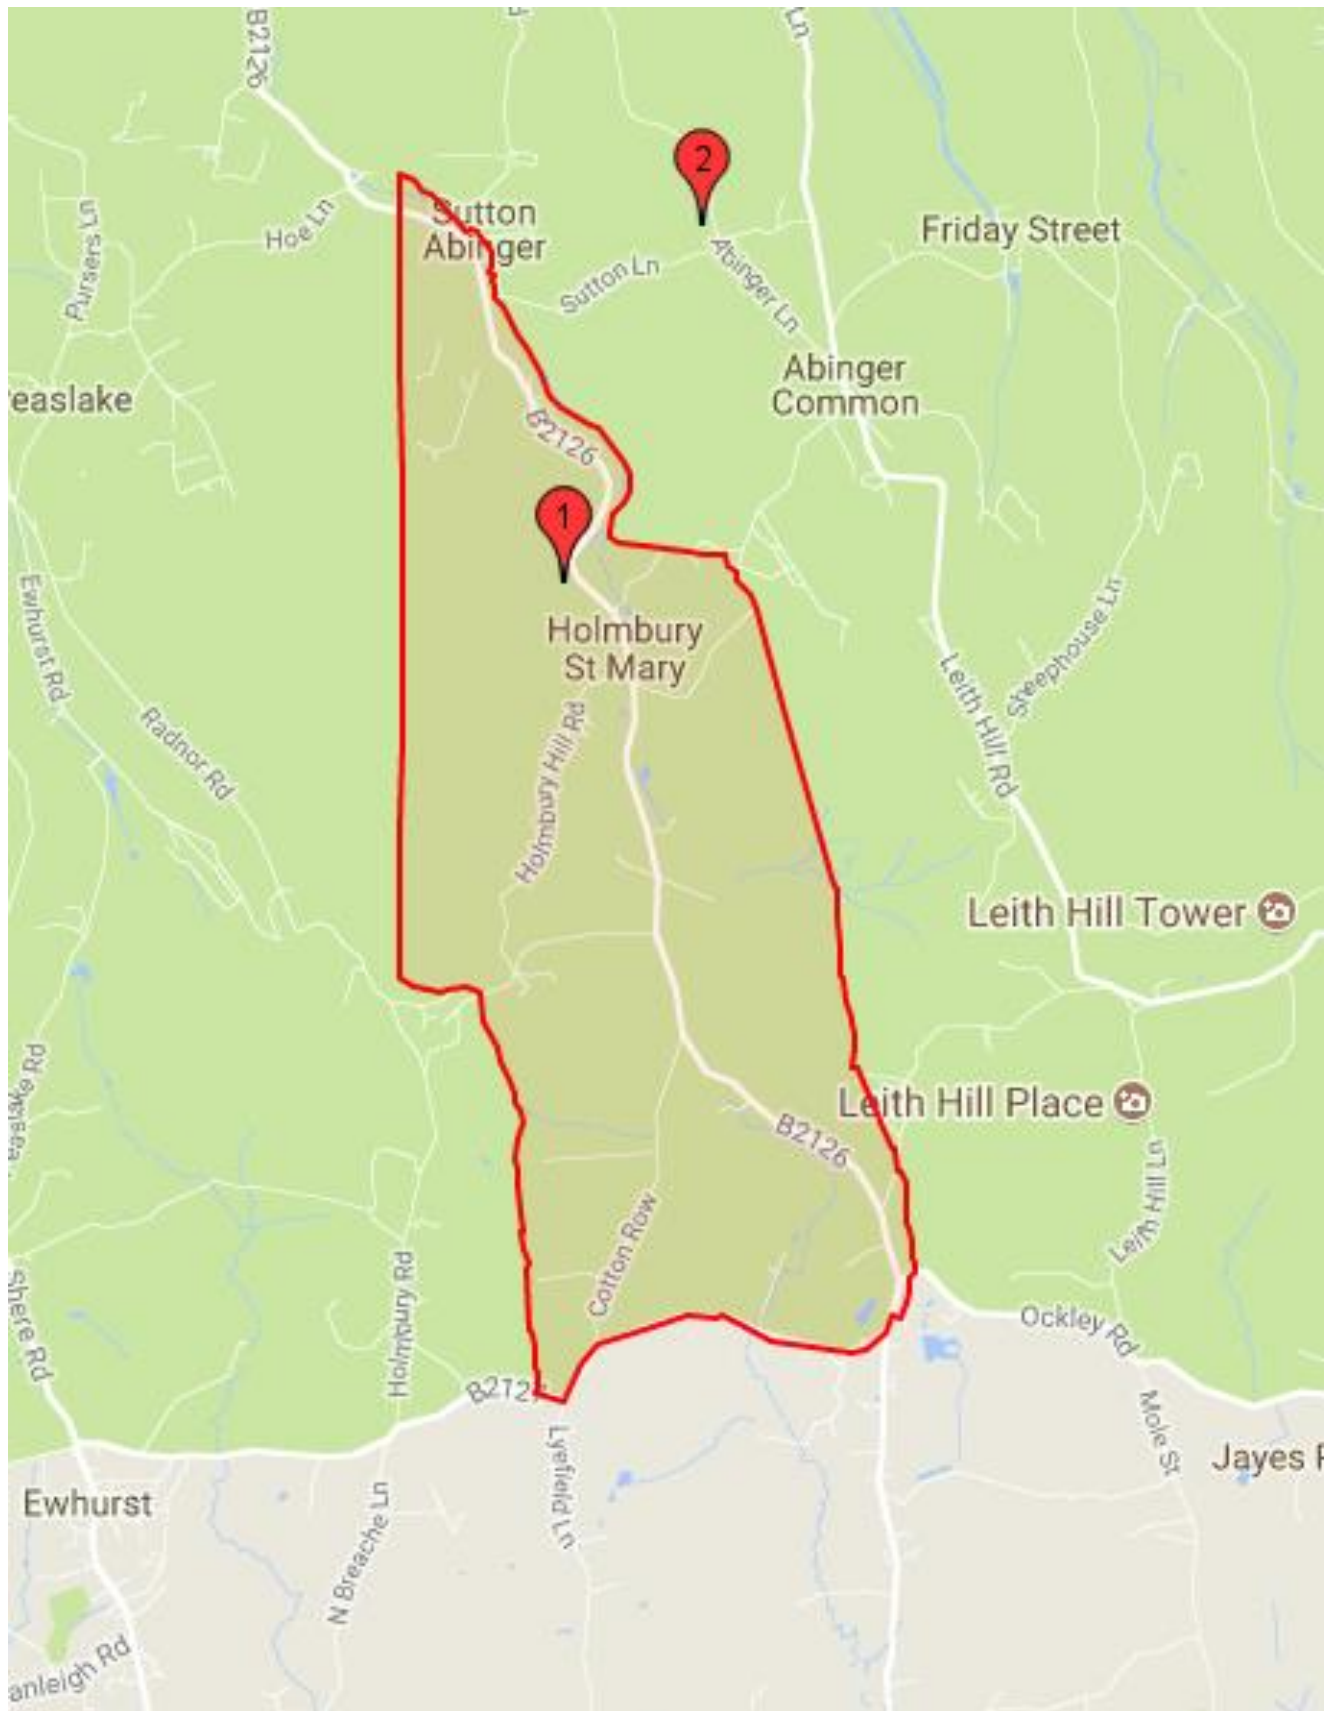 B2126
Ln
2
Sutton
Abinger
Hoe Ln
Pursers Ln
Friday Street
Abinger Ln
Sutton Ln
Abinger
Common
easlake
B2126
1
Holmbury
St Mary
Ewhurst Rd
Sheephouse Ln
Leith Hill Rd
Radnor Rd
Holmbury Hill Rd
Leith Hill Tower
Leith Hill Place
B2126
Leith Hill Ln
Cotton Row
Holmbury Rd
Shere Rd
Ockley Rd
B2127
Mole St
Lyefield Ln
Jayes P
Ewhurst
N Breache Ln
anleigh Rd